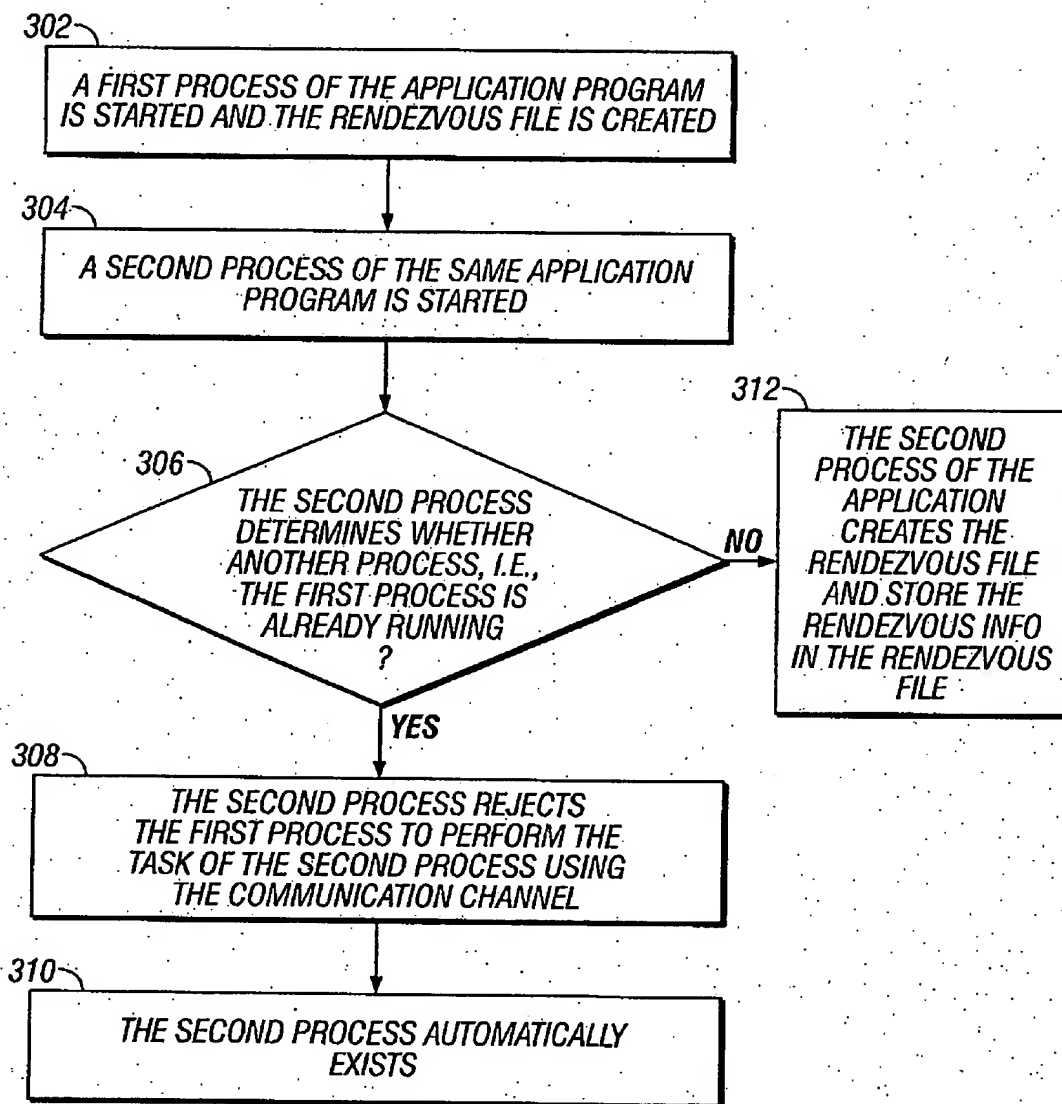 302
A FIRST PROCESS OF THE APPLICATION PROGRAM
IS STARTED AND THE RENDEZVOUS FILE IS CREATED
304
A SECOND PROCESS OF THE SAME APPLICATION
PROGRAM IS STARTED
306
THE SECOND PROCESS
DETERMINES WHETHER
ANOTHER PROCESS, I.E.,
THE FIRST PROCESS IS
ALREADY RUNNING
?
NO
312
THE SECOND
PROCESS OF THE
APPLICATION
CREATES THE
RENDEZVOUS FILE
AND STORE THE
RENDEZVOUS INFO
IN THE RENDEZVOUS
FILE
YES
308
THE SECOND PROCESS REJECTS
THE FIRST PROCESS TO PERFORM THE
TASK OF THE SECOND PROCESS USING
THE COMMUNICATION CHANNEL
310
THE SECOND PROCESS AUTOMATICALLY
EXISTS